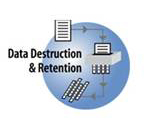 Data Destruction
& Retention